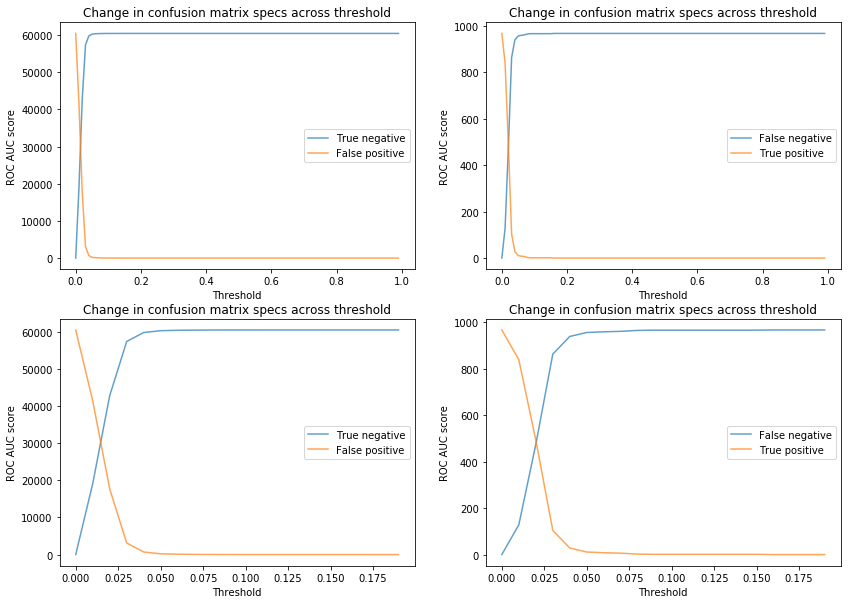 Change in confusion matrix specs across threshold
ROC AUC score
60000
50000
40000
30000
20000
10000
0
True negative
False positive
0.0 0.2 0.4 0.6 0.8 1.0
Threshold
Change in confusion matrix specs across threshold
ROC AUC score
1000
800
600
400
200
0
False negative
True positive
0.0 0.2 0.4 0.6 0.8 1.0
Threshold
Change in confusion matrix specs across threshold
ROC AUC score
60000
50000
40000
30000
20000
10000
0
True negative
False positive
0.000 0.025 0.050 0.075 0.100 0.125 0.150 0.175
Threshold
Change in confusion matrix specs across threshold
ROC AUC score
1000
800
600
400
200
0
False negative
True positive
0.000 0.025 0.050 0.075 0.100 0.125 0.150 0.175
Threshold